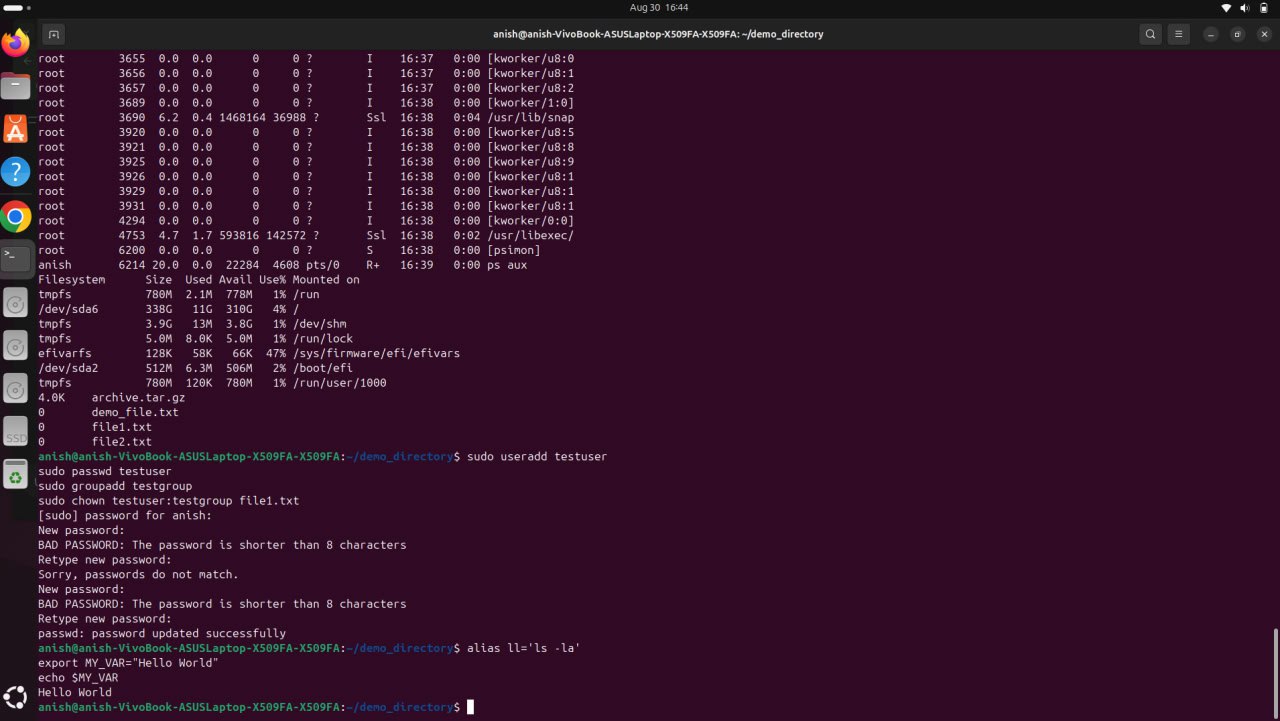 Aug 30 16:44
anish@anish-VivoBook-ASUSLaptop-X509FA-X509FA: ~/demo_directory
root 3655 0.0 0.0 0 0 ? I 16:37 0:00 [kworker/u8:0
root 3656 0.0 0.0 0 0 ? I 16:37 0:00 [kworker/u8:1
root 3657 0.0 0.0 0 0 ? I 16:37 0:00 [kworker/u8:2
root 3689 0.0 0.0 0 0 ? I 16:38 0:00 [kworker/1:0]
root 3690 6.2 0.4 1468164 36988 ? Ssl 16:38 0:04 /usr/lib/snap
root 3920 0.0 0.0 0 0 ? I 16:38 0:00 [kworker/u8:5
root 3921 0.0 0.0 0 0 ? I 16:38 0:00 [kworker/u8:8
root 3925 0.0 0.0 0 0 ? I 16:38 0:00 [kworker/u8:9
root 3926 0.0 0.0 0 0 ? I 16:38 0:00 [kworker/u8:1
root 3929 0.0 0.0 0 0 ? I 16:38 0:00 [kworker/u8:1
root 3931 0.0 0.0 0 0 ? I 16:38 0:00 [kworker/u8:1
root 4294 0.0 0.0 0 0 ? I 16:38 0:00 [kworker/0:0]
root 4753 4.7 1.7 593816 142572 ? Ssl 16:38 0:02 /usr/libexec/
root 6200 0.0 0.0 0 0 ? S 16:38 0:00 [psimon]
anish 6214 20.0 0.0 22284 4608 pts/0 R+ 16:39 0:00 ps aux
Filesystem Size Used Avail Use% Mounted on
tmpfs 780M 2.1M 778M 1% /run
/dev/sda6 338G 11G 310G 4% /
tmpfs 3.9G 13M 3.8G 1% /dev/shm
tmpfs 5.0M 8.0K 5.0M 1% /run/lock
efivarfs 128K 58K 66K 47% /sys/firmware/efi/efivars
/dev/sda2 512M 6.3M 506M 2% /boot/efi
tmpfs 780M 120K 780M 1% /run/user/1000
4.0K archive.tar.gz
0 demo_file.txt
0 file1.txt
0 file2.txt
anish@anish-VivoBook-ASUSLaptop-X509FA-X509FA:~/demo_directory$ sudo useradd testuser
sudo passwd testuser
sudo groupadd testgroup
sudo chown testuser:testgroup file1.txt
[sudo] password for anish:
New password:
BAD PASSWORD: The password is shorter than 8 characters
Retype new password:
Sorry, passwords do not match.
New password:
BAD PASSWORD: The password is shorter than 8 characters
Retype new password:
passwd: password updated successfully
anish@anish-VivoBook-ASUSLaptop-X509FA-X509FA:~/demo_directory$ alias ll='ls -la'
export MY_VAR="Hello World"
echo $MY_VAR
Hello World
anish@anish-VivoBook-ASUSLaptop-X509FA-X509FA:~/demo_directory$
SSD